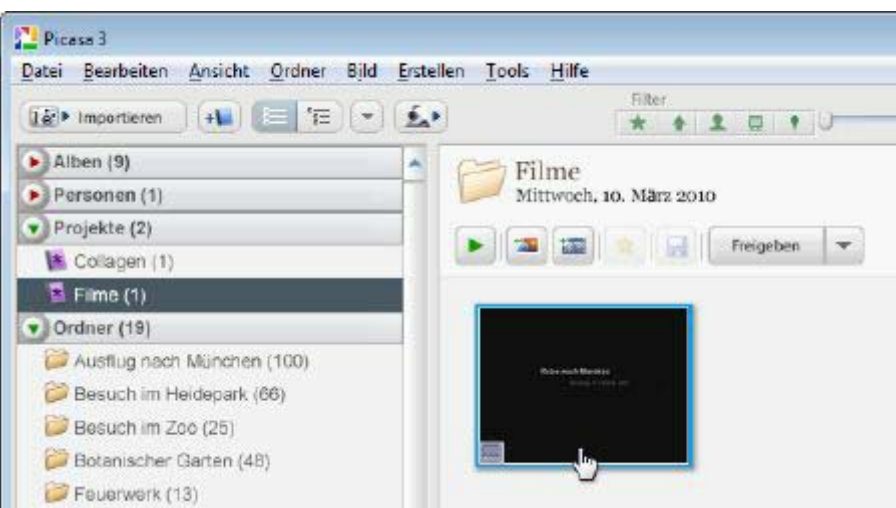 Picasa 3
Datei Bearbeiten Ansicht Ordner Bild Erstellen Tools Hilfe
Importieren
Filter
Alben (9)
Personen (1)
Projekte (2)
Collagen (1)
Filme (1)
Ordner (19)
Ausflug nach München (100)
Besuch im Heidepark (66)
Besuch im Zoo (25)
Botanischer Garten (48)
Feuerwerk (13)
Filme
Mittwoch, 10. März 2010
Freigeben